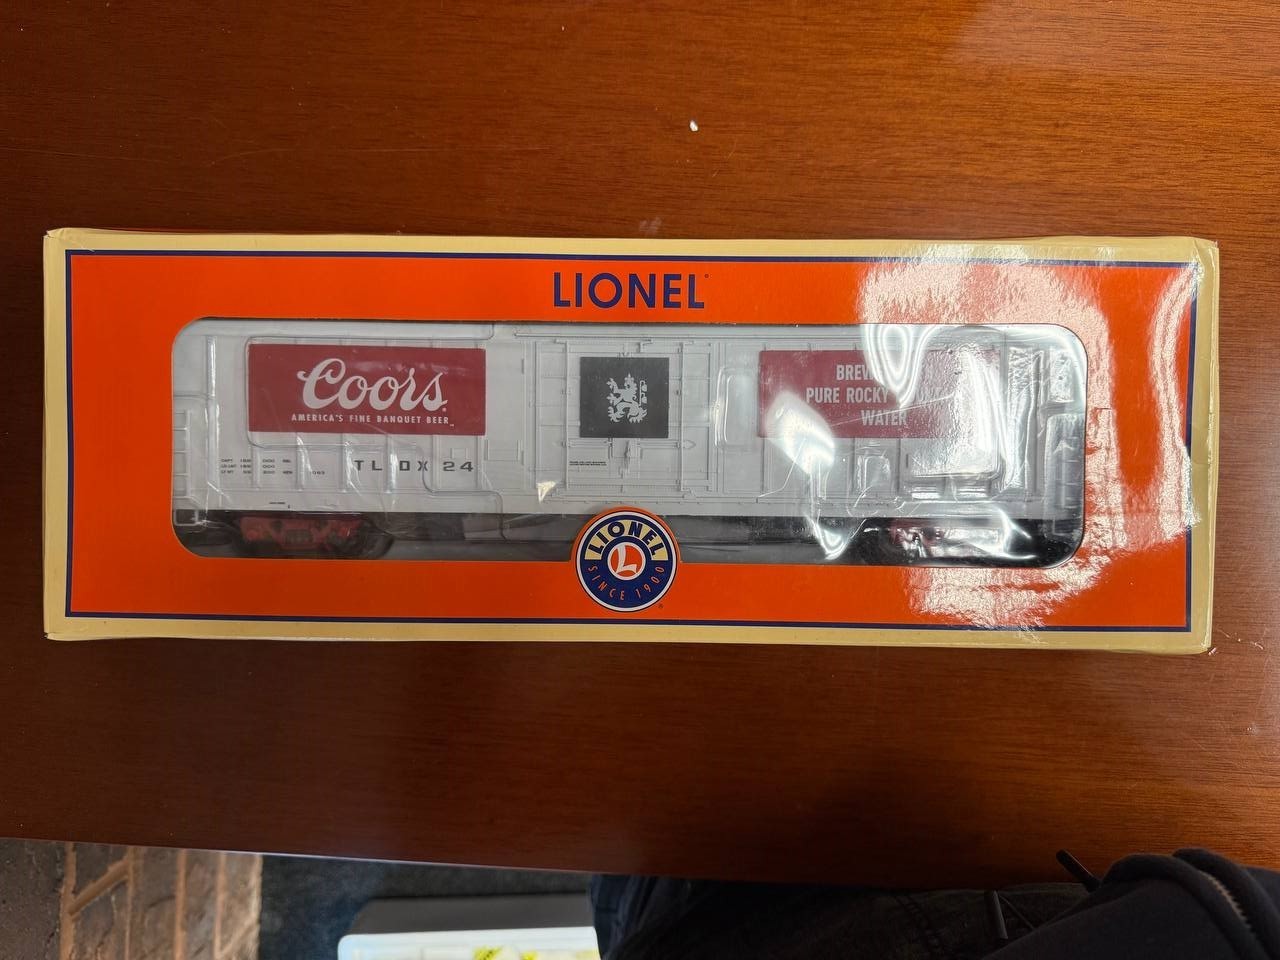 LIONEL
Coors
AMERICA'S FINE BANQUET BEER
BREW
PURE ROCKY
WATER
TLDX 24
LIONEL
L
SINCE 1900